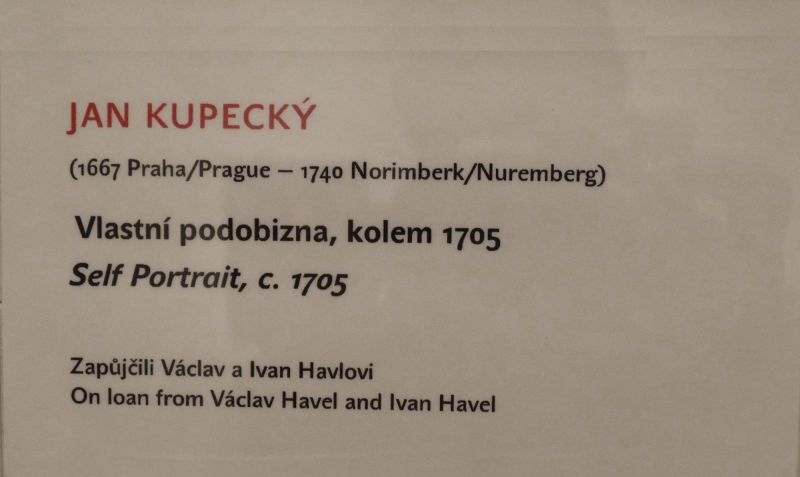 JAN KUPECKÝ
(1667 Praha/Prague – 1740 Norimberk/Nuremberg)
Vlastní podobizna, kolem 1705
Self Portrait, c. 1705
Zapůjčili Václav a Ivan Havlovi
On loan from Václav Havel and Ivan Havel